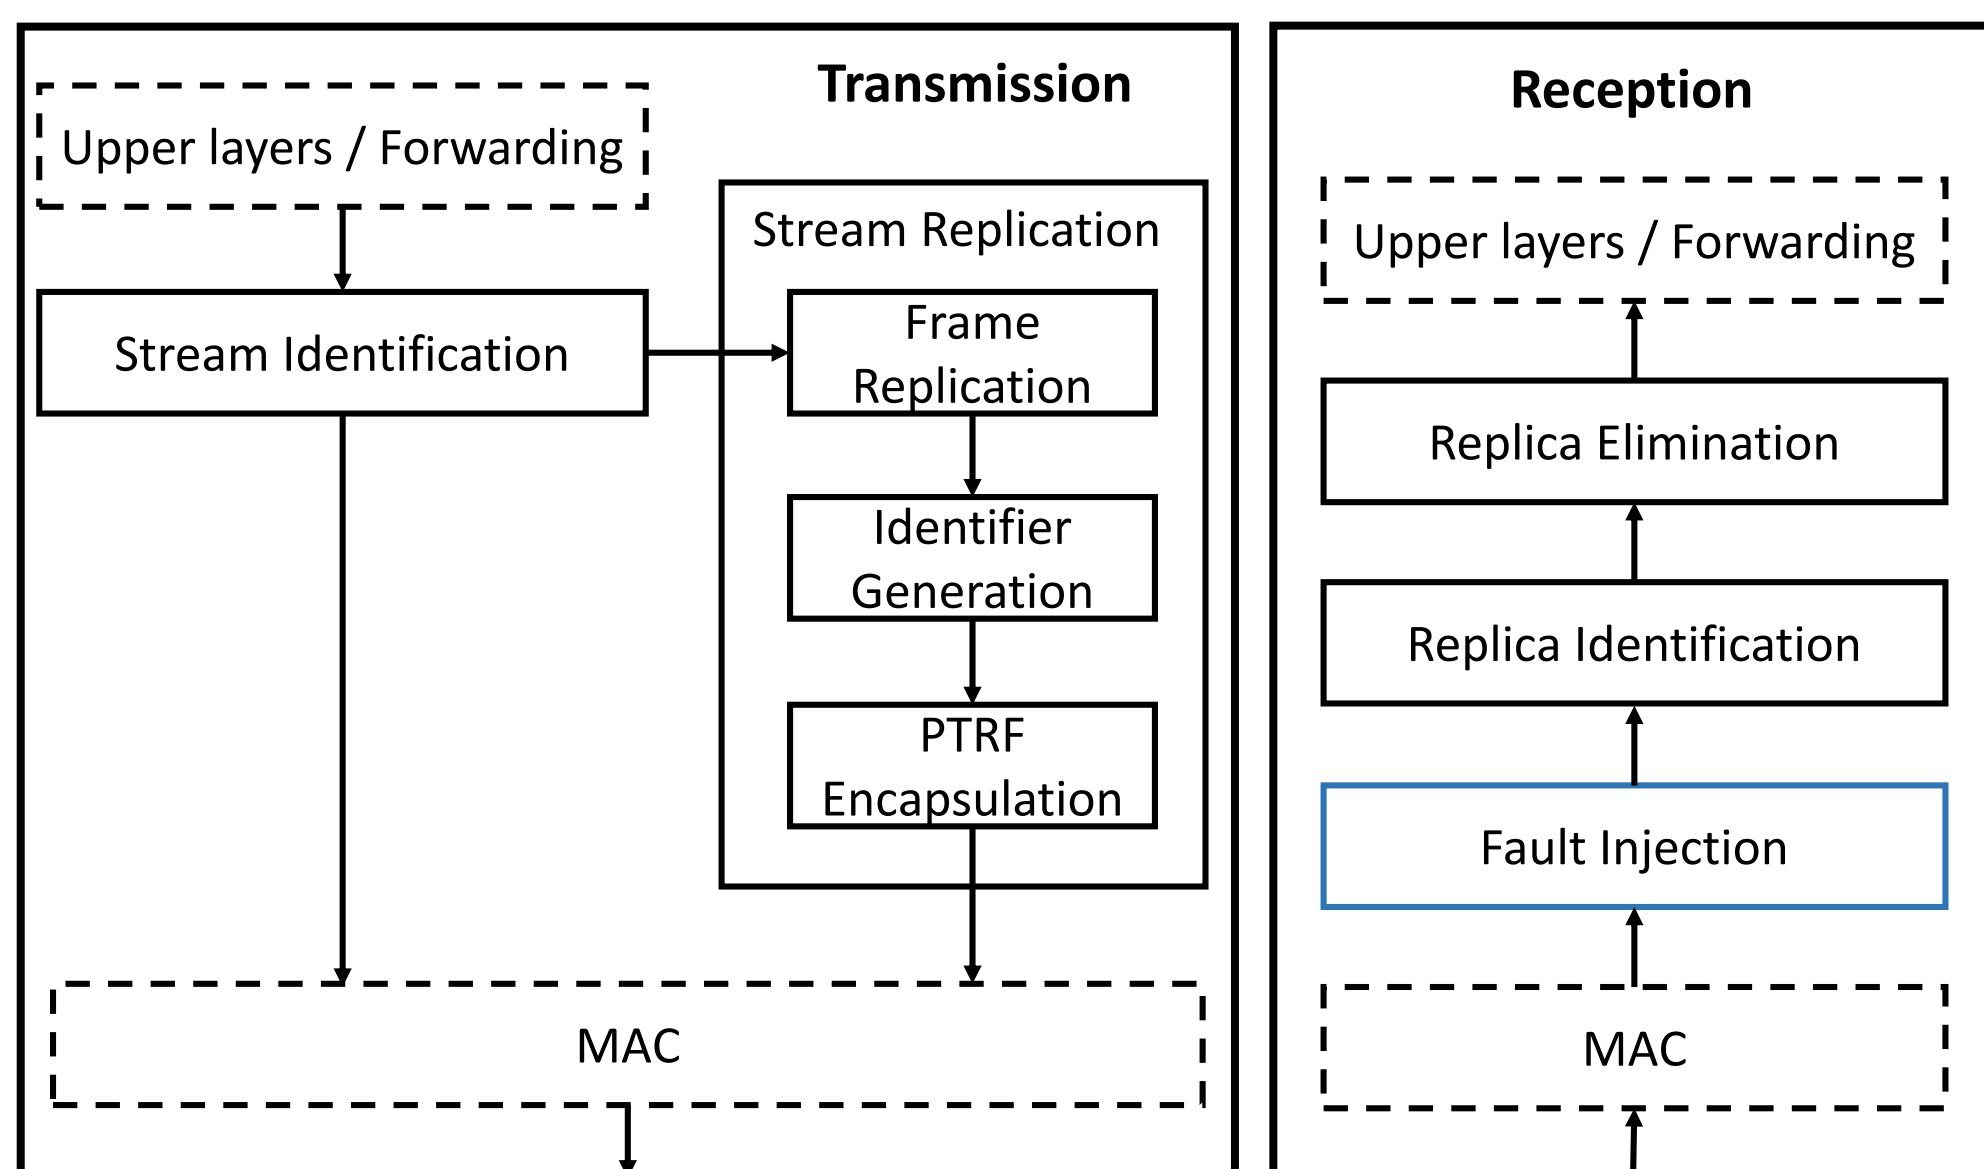 Transmission
Upper layers / Forwarding
Stream Identification
Stream Replication
Frame
Replication
Identifier
Generation
PTRF
Encapsulation
MAC
Reception
Upper layers / Forwarding
Replica Elimination
Replica Identification
Fault Injection
MAC